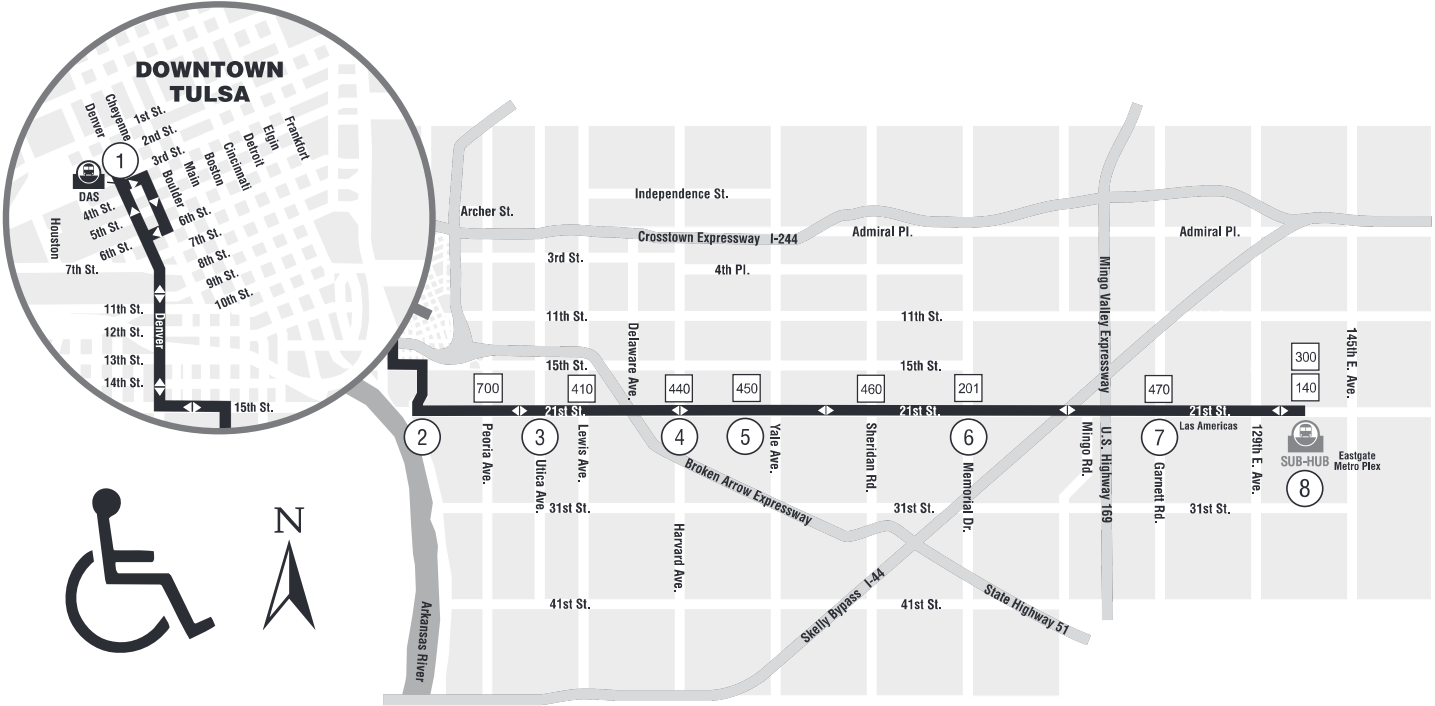 DOWNTOWN
TULSA
Denver
Cheyenne
1st St.
2nd St.
3rd St.
Boulder
Main
Boston
Cincinnati
Detroit
Elgin
Frankfort
1
DAS
4th St.
5th St.
6th St.
7th St.
Houston
6th St.
7th St.
8th St.
9th St.
10th St.
11th St.
12th St.
13th St.
14th St.
Denver
15th St.
Independence St.
Archer St.
Crosstown Expressway I-244
Admiral Pl.
Admiral Pl.
3rd St.
4th Pl.
11th St.
11th St.
Mingo Valley Expressway
Delaware Ave.
15th St.
15th St.
145th E. Ave.
300
700
410
440
450
460
201
470
140
21st St.
21st St.
21st St.
2
3
4
5
6
7
Las Americas
Peoria Ave.
Utica Ave.
Lewis Ave.
Yale Ave.
Sheridan Rd.
Memorial Dr.
Mingo Rd.
U.S. Highway 169
Garnett Rd.
129th E. Ave.
SUB-HUB
Eastgate
Metro Plex
8
Broken Arrow Expressway
31st St.
31st St.
31st St.
Harvard Ave.
N
Arkansas River
41st St.
41st St.
Skelly Bypass I-44
State Highway 51